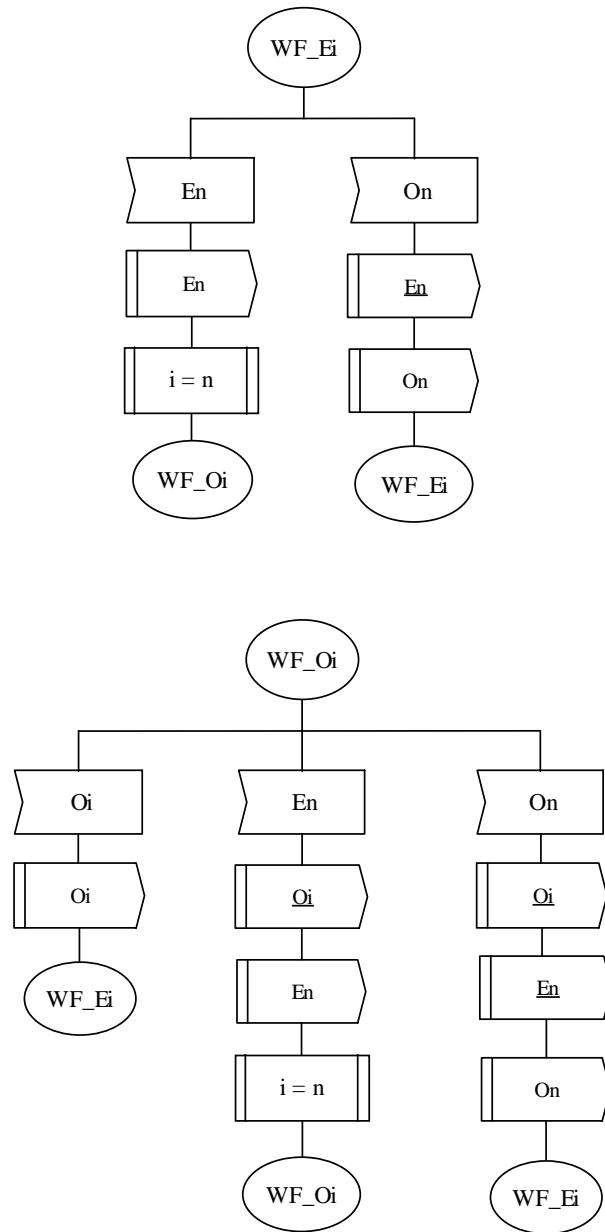 WF_Ei
En
On
En
En
i = n
On
WF_Oi
WF_Ei
WF_Oi
Oi
En
On
Oi
Oi
Oi
WF_Ei
En
En
i = n
On
WF_Oi
WF_Ei